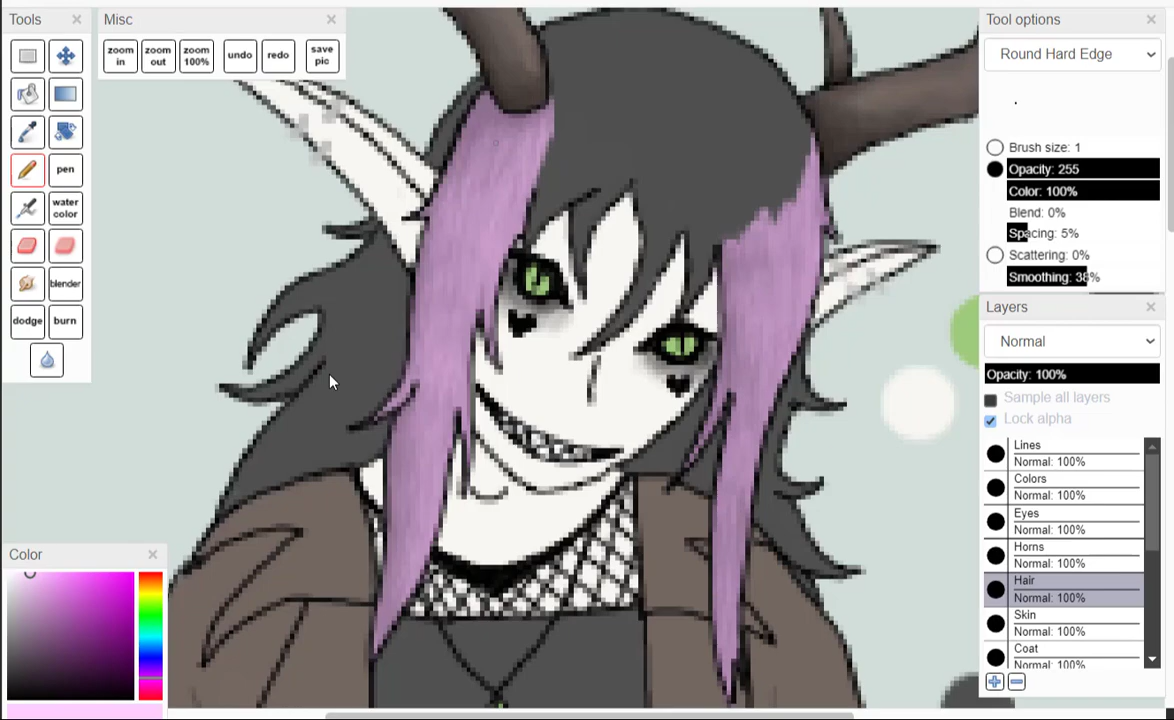 Tools
Misc
zoom in
zoom out
zoom 100%
undo
redo
save pic
pen
water color
blender
dodge
burn
Color
Tool options
Round Hard Edge
Brush size: 1
Opacity: 255
Color: 100%
Blend: 0%
Spacing: 5%
Scattering: 0%
Smoothing: 38%
Layers
Normal
Opacity: 100%
Sample all layers
Lock alpha
Lines
Normal: 100%
Colors
Normal: 100%
Eyes
Normal: 100%
Horns
Normal: 100%
Hair
Normal: 100%
Skin
Normal: 100%
Coat
Normal: 100%